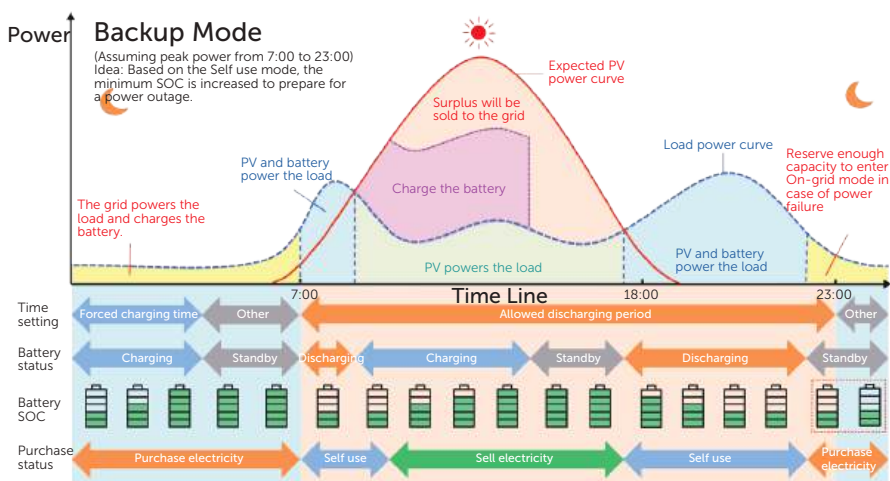 Power
Backup Mode
(Assuming peak power from 7:00 to 23:00)
Idea: Based on the Self use mode, the
minimum SOC is increased to prepare for
a power outage.
Expected PV
power curve
Surplus will be
sold to the grid
PV and battery
power the load
Load power curve
Reserve enough
capacity to enter
On-grid mode in
case of power
failure
Charge the battery
The grid powers the
load and charges the
battery.
PV powers the load
PV and battery
power the load
7:00
Time Line
18:00
23:00
Time
setting
Forced charging time
Other
Allowed discharging period
Other
Battery
status
Charging
Standby
Discharging
Charging
Standby
Discharging
Standby
Battery
SOC
Purchase
status
Purchase electricity
Self use
Sell electricity
Self use
Purchase
electricity